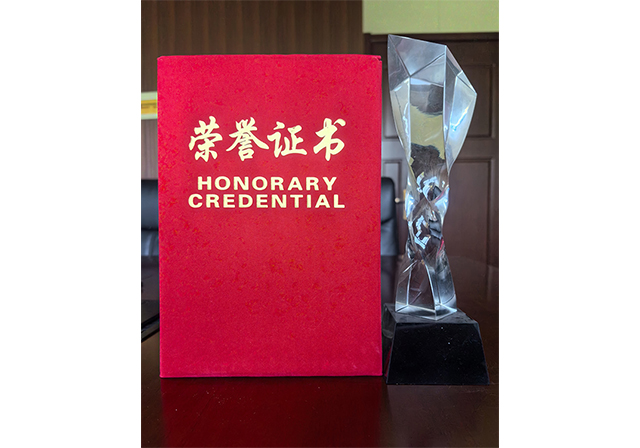 荣誉证书
HONORARY
CREDENTIAL